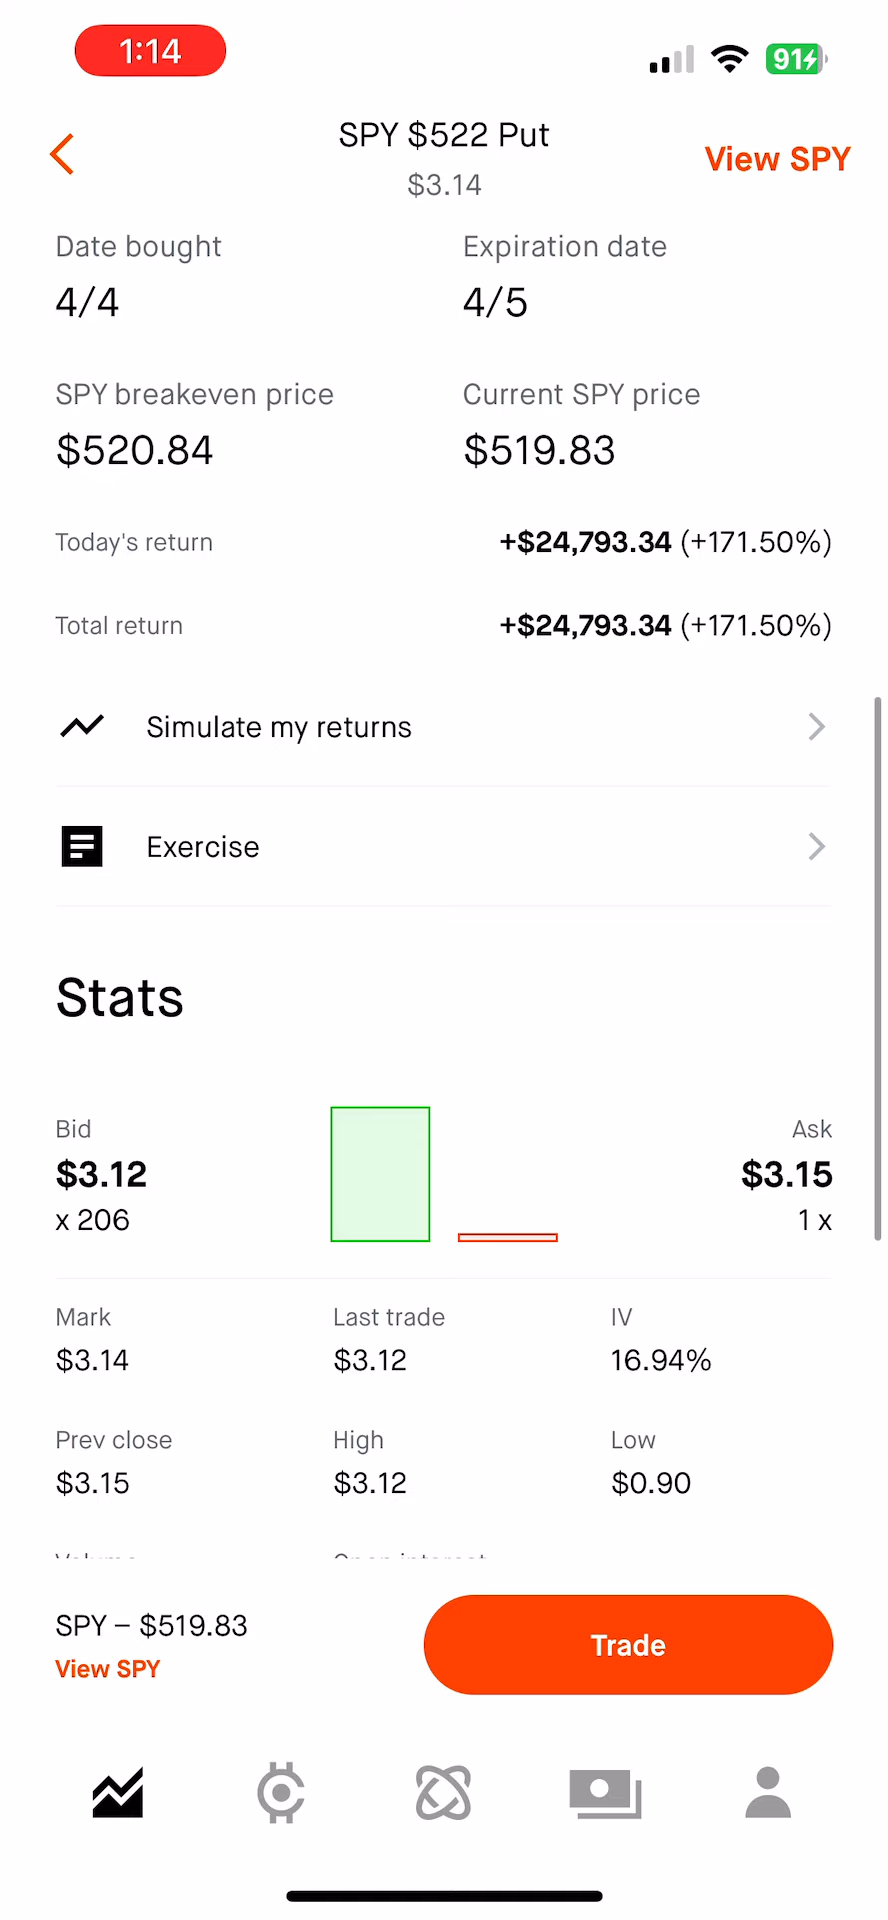 1:14
91
SPY $522 Put
$3.14
View SPY
Date bought
Expiration date
4/4
4/5
SPY breakeven price
Current SPY price
$520.84
$519.83
Today's return
+$24,793.34 (+171.50%)
Total return
+$24,793.34 (+171.50%)
Simulate my returns
Exercise
Stats
Bid
Ask
$3.12
$3.15
x 206
1 x
Mark
Last trade
IV
$3.14
$3.12
16.94%
Prev close
High
Low
$3.15
$3.12
$0.90
SPY – $519.83
View SPY
Trade